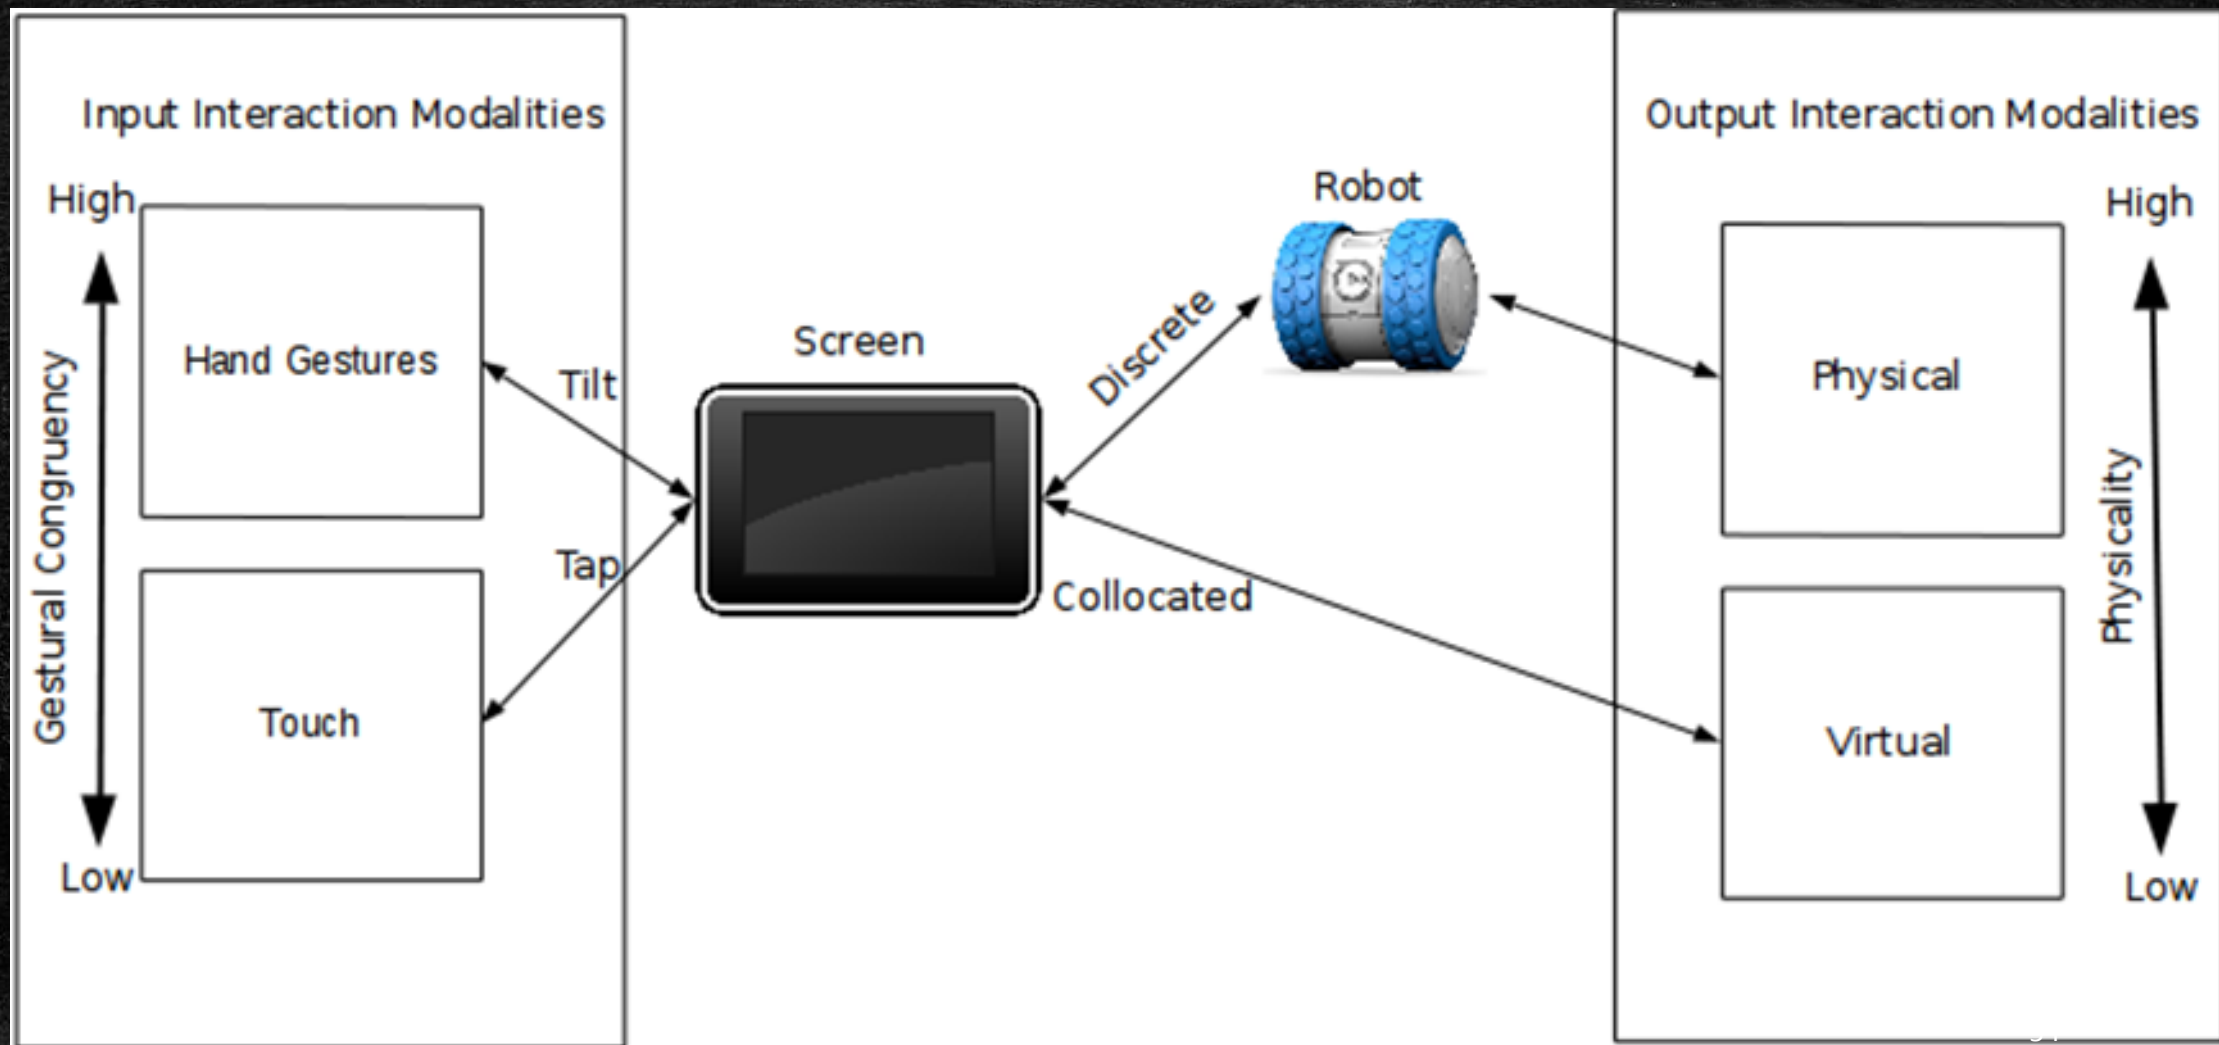 Input Interaction Modalities
High
Hand Gestures
Gestural Congruency
Touch
Low
Tilt
Tap
Screen
Discrete
Collocated
Robot
Output Interaction Modalities
High
Physical
Physicality
Virtual
Low